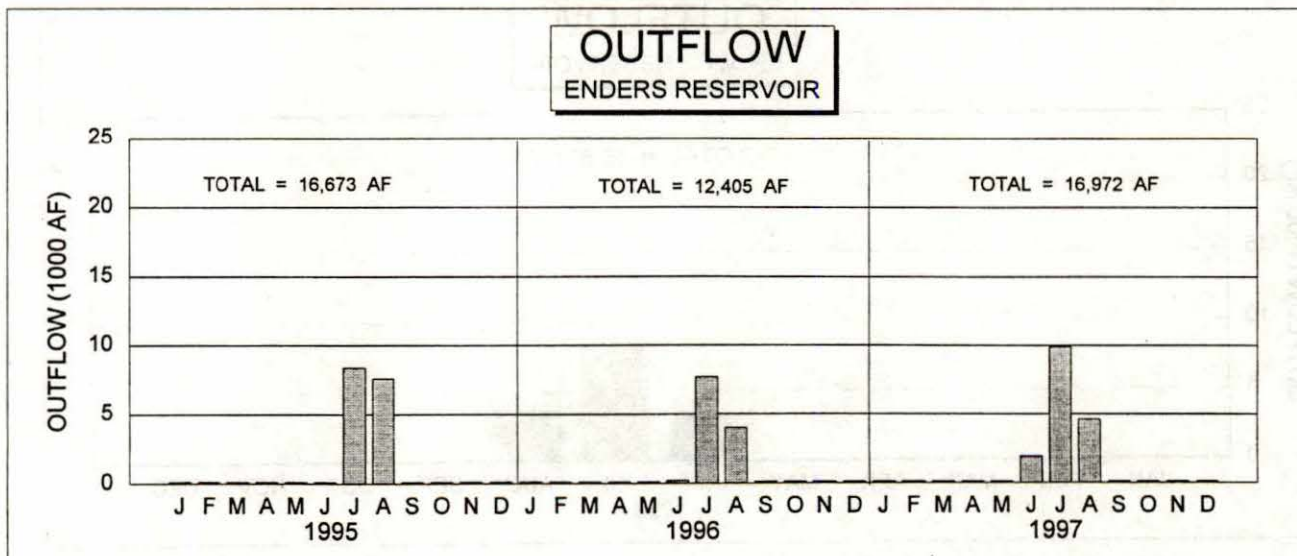 OUTFLOW
ENDERS RESERVOIR
OUTFLOW (1000 AF)
25
20
15
10
5
0
TOTAL = 16,673 AF
TOTAL = 12,405 AF
TOTAL = 16,972 AF
J F M A M J J A S O N D J F M A M J J A S O N D J F M A M J J A S O N D
1995 1996 1997